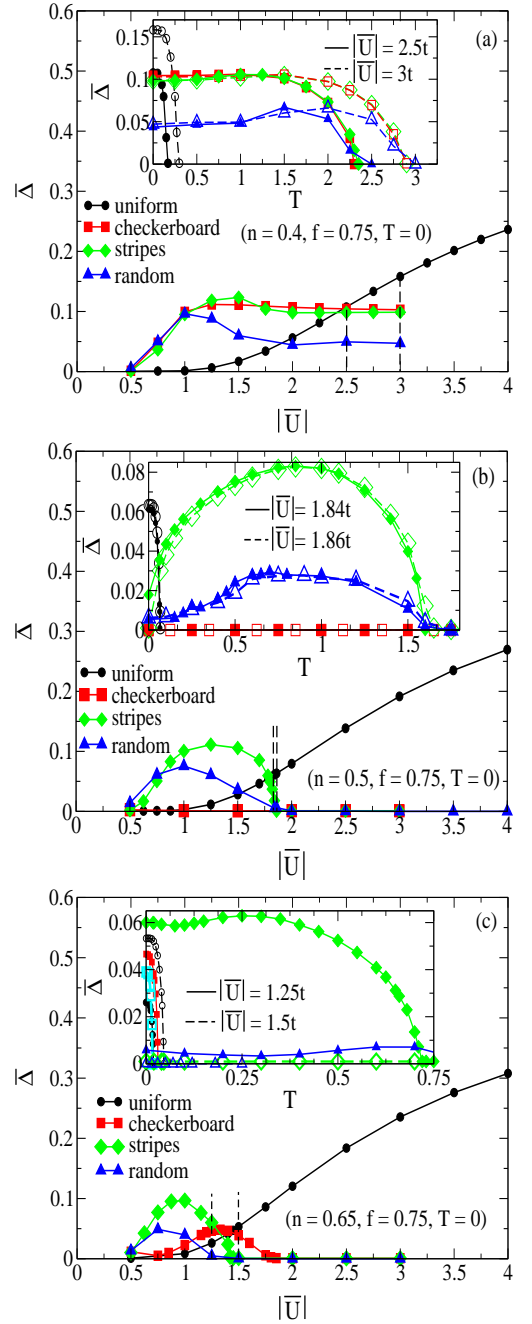 (a)
|U̅| = 2.5t
|U̅| = 3t
0.15
0.1
0.05
0
0 0.5 1 1.5 2 2.5 3
T
Δ̅
0.6
0.5
0.4
0.3
0.2
0.1
0
Δ̅
uniform
checkerboard
stripes
random
(n = 0.4, f = 0.75, T = 0)
0 0.5 1 1.5 2 2.5 3 3.5 4
|U̅|
(b)
0.08
0.06
0.04
0.02
0
Δ̅
|U̅| = 1.84t
|U̅| = 1.86t
0 0.5 1 1.5
T
0.6
0.5
0.4
0.3
0.2
0.1
0
Δ̅
uniform
checkerboard
stripes
random
(n = 0.5, f = 0.75, T = 0)
0 0.5 1 1.5 2 2.5 3 3.5 4
|U̅|
(c)
0.06
0.04
0.02
0
Δ̅
|U̅| = 1.25t
|U̅| = 1.5t
0 0.25 0.5 0.75
T
0.6
0.5
0.4
0.3
0.2
0.1
0
Δ̅
uniform
checkerboard
stripes
random
(n = 0.65, f = 0.75, T = 0)
0 0.5 1 1.5 2 2.5 3 3.5 4
|U̅|